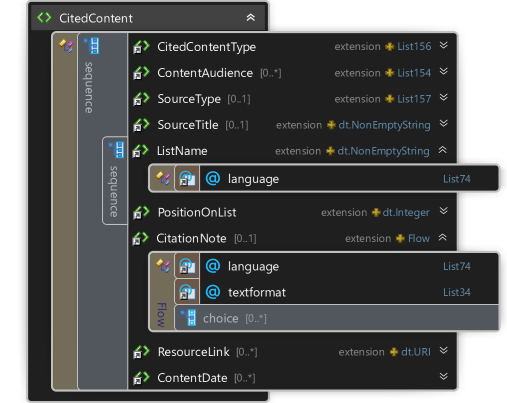 CitedContent
sequence
CitedContentType extension List156
ContentAudience [0..*] extension List154
SourceType [0..1] extension List157
SourceTitle [0..1] extension dt.NonEmptyString
sequence
ListName extension dt.NonEmptyString
@ language List74
PositionOnList extension dt.Integer
CitationNote [0..1] extension Flow
Flow
@ language List74
@ textformat List34
choice [0..*]
ResourceLink [0..*] extension dt.URI
ContentDate [0..*]